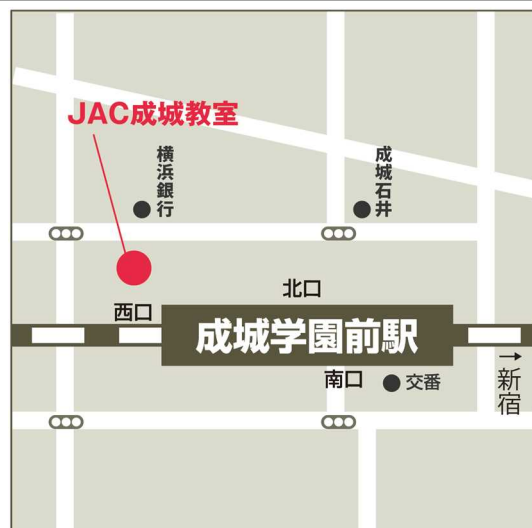 JAC成城教室
横浜銀行
成城石井
北口
西口
成城学園前駅
南口
交番
→新宿